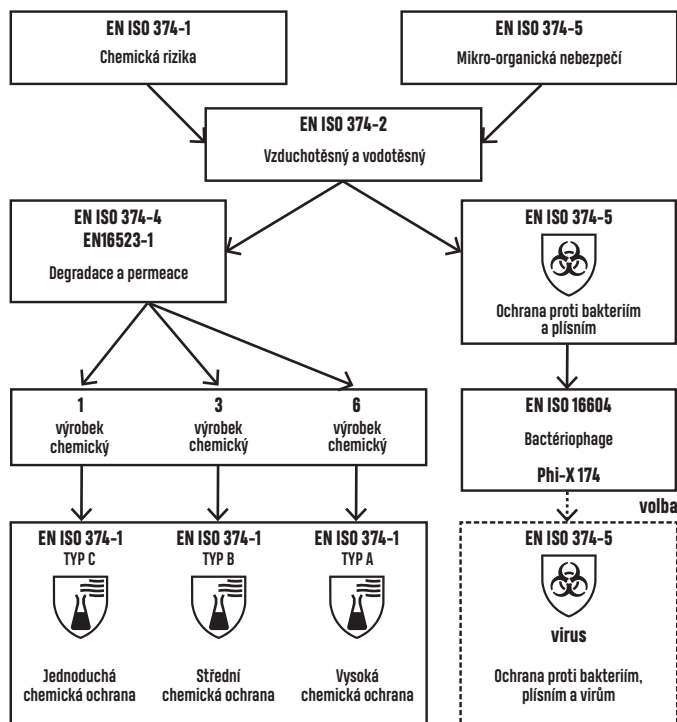 EN ISO 374-1
Chemická rizika
EN ISO 374-5
Mikro-organická nebezpečí
EN ISO 374-2
Vzduchotěsný a vodotěsný
EN ISO 374-4
EN16523-1
Degradace a permeace
EN ISO 374-5
Ochrana proti bakteriím
a plísním
1
výrobek
chemický
3
výrobek
chemický
6
výrobek
chemický
EN ISO 16604
Bactériophage
Phi-X 174
volba
EN ISO 374-1
TYP C
Jednoduchá
chemická ochrana
EN ISO 374-1
TYP B
Střední
chemická ochrana
EN ISO 374-1
TYP A
Vysoká
chemická ochrana
EN ISO 374-5
virus
Ochrana proti bakteriím,
plísním a virům